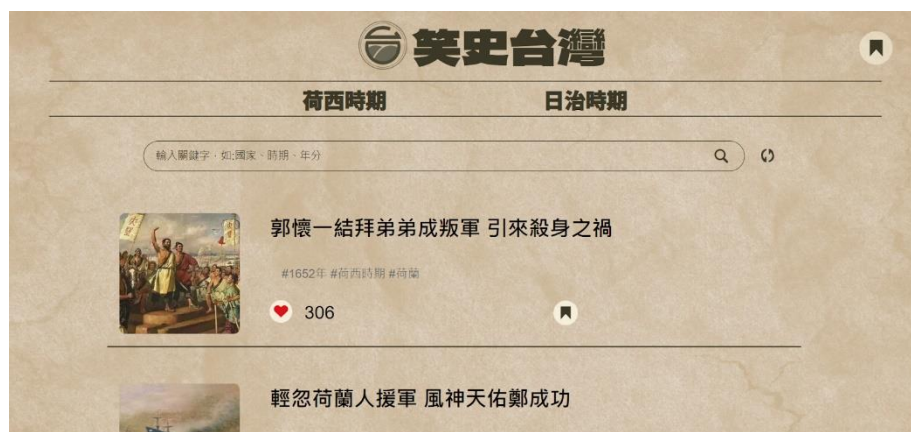 笑史台灣
荷西時期 日治時期
輸入關鍵字，如:國家、時期、年分
郭懷一結拜弟弟成叛軍 引來殺身之禍
#1652年 #荷西時期 #荷蘭
306
輕忽荷蘭人援軍 風神天佑鄭成功